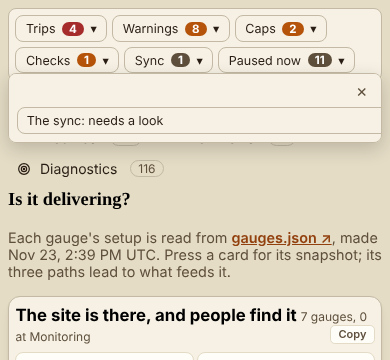 Trips 4 ▾ Warnings 8 ▾ Caps 2 ▾
Checks 1 ▾ Sync 1 ▾ Paused now 11 ▾
×
The sync: needs a look
Diagnostics 116
Is it delivering?
Each gauge's setup is read from gauges.json ↗, made
Nov 23, 2:39 PM UTC. Press a card for its snapshot; its
three paths lead to what feeds it.
The site is there, and people find it 7 gauges, 0
at Monitoring
Copy